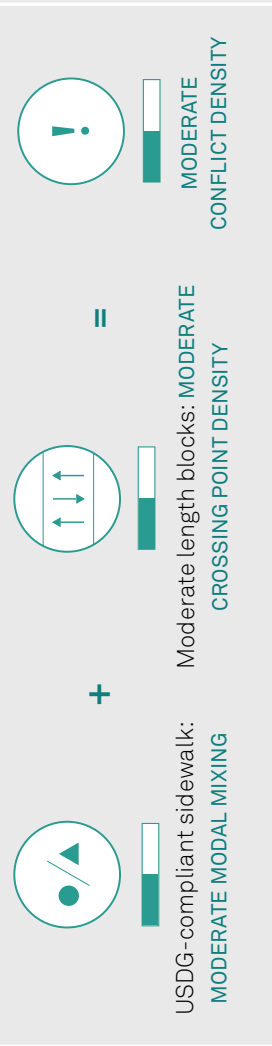 USDG-compliant sidewalk:
MODERATE MODAL MIXING
+
Moderate length blocks: MODERATE
CROSSING POINT DENSITY
=
!
MODERATE
CONFLICT DENSITY